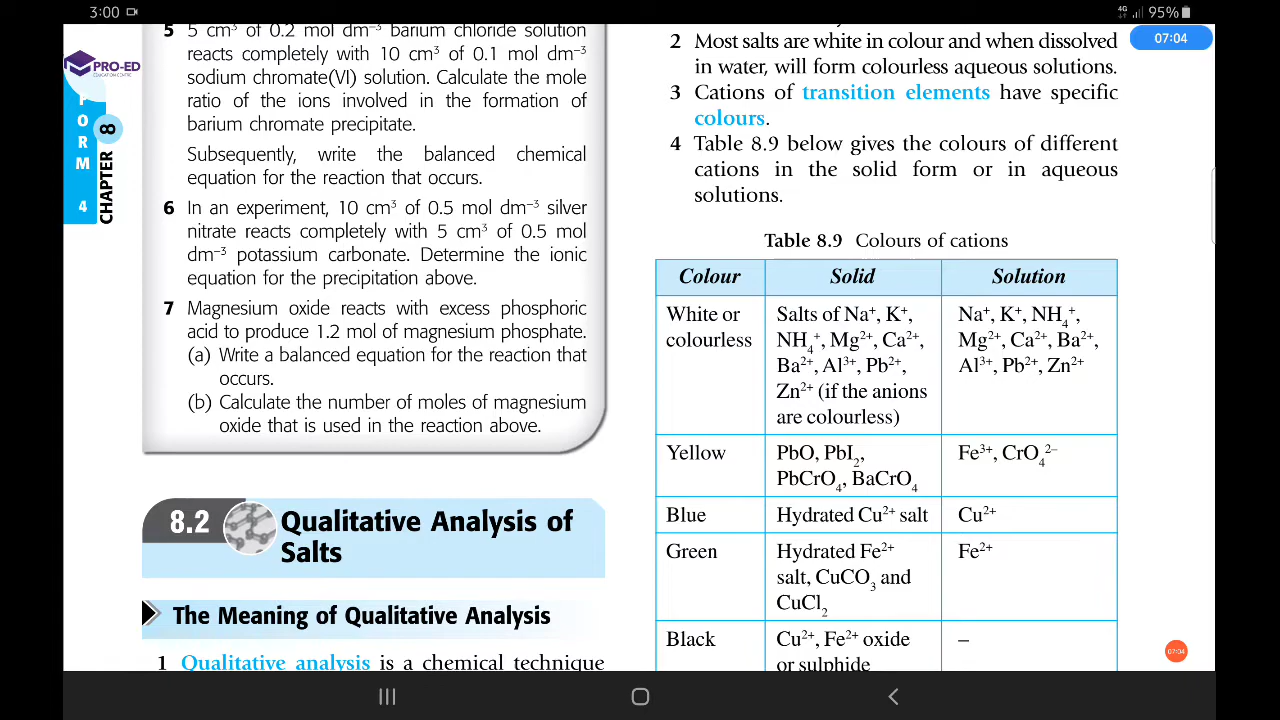 3:00
4G 95%
07:04
PRO-ED
EDUCATION CENTRE
FORM 4
CHAPTER 8
5 5 cm³ of 0.2 mol dm⁻³ barium chloride solution
reacts completely with 10 cm³ of 0.1 mol dm⁻³
sodium chromate(VI) solution. Calculate the mole
ratio of the ions involved in the formation of
barium chromate precipitate.
Subsequently, write the balanced chemical
equation for the reaction that occurs.
6 In an experiment, 10 cm³ of 0.5 mol dm⁻³ silver
nitrate reacts completely with 5 cm³ of 0.5 mol
dm⁻³ potassium carbonate. Determine the ionic
equation for the precipitation above.
7 Magnesium oxide reacts with excess phosphoric
acid to produce 1.2 mol of magnesium phosphate.
(a) Write a balanced equation for the reaction that
occurs.
(b) Calculate the number of moles of magnesium
oxide that is used in the reaction above.
8.2 Qualitative Analysis of
Salts
The Meaning of Qualitative Analysis
1 Qualitative analysis is a chemical technique
2 Most salts are white in colour and when dissolved
in water, will form colourless aqueous solutions.
3 Cations of transition elements have specific
colours.
4 Table 8.9 below gives the colours of different
cations in the solid form or in aqueous
solutions.
Table 8.9 Colours of cations
Colour Solid Solution
White or Salts of Na⁺, K⁺, Na⁺, K⁺, NH₄⁺,
colourless NH₄⁺, Mg²⁺, Ca²⁺, Mg²⁺, Ca²⁺, Ba²⁺,
Ba²⁺, Al³⁺, Pb²⁺, Al³⁺, Pb²⁺, Zn²⁺
Zn²⁺ (if the anions
are colourless)
Yellow PbO, PbI₂, Fe³⁺, CrO₄²⁻
PbCrO₄, BaCrO₄
Blue Hydrated Cu²⁺ salt Cu²⁺
Green Hydrated Fe²⁺ Fe²⁺
salt, CuCO₃ and
CuCl₂
Black Cu²⁺, Fe²⁺ oxide –
or sulphide
07:04